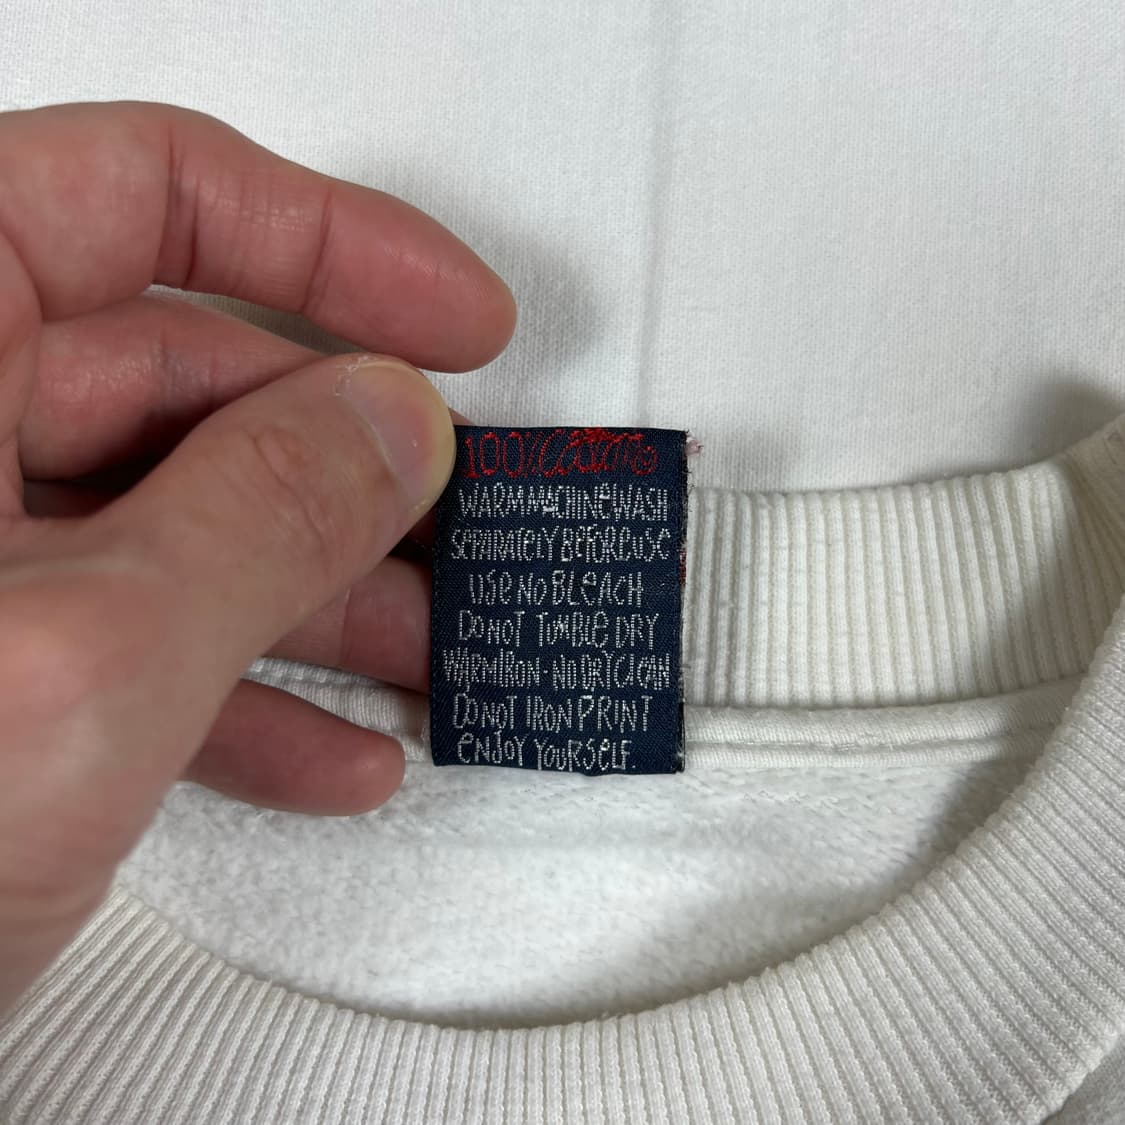 100% Cotton
WARM MACHINE WASH
SEPARATELY BEFORE USE
USE NO BLEACH
DO NOT TUMBLE DRY
WARM IRON - NO DRY CLEAN
DO NOT IRON PRINT
ENJOY YOURSELF.